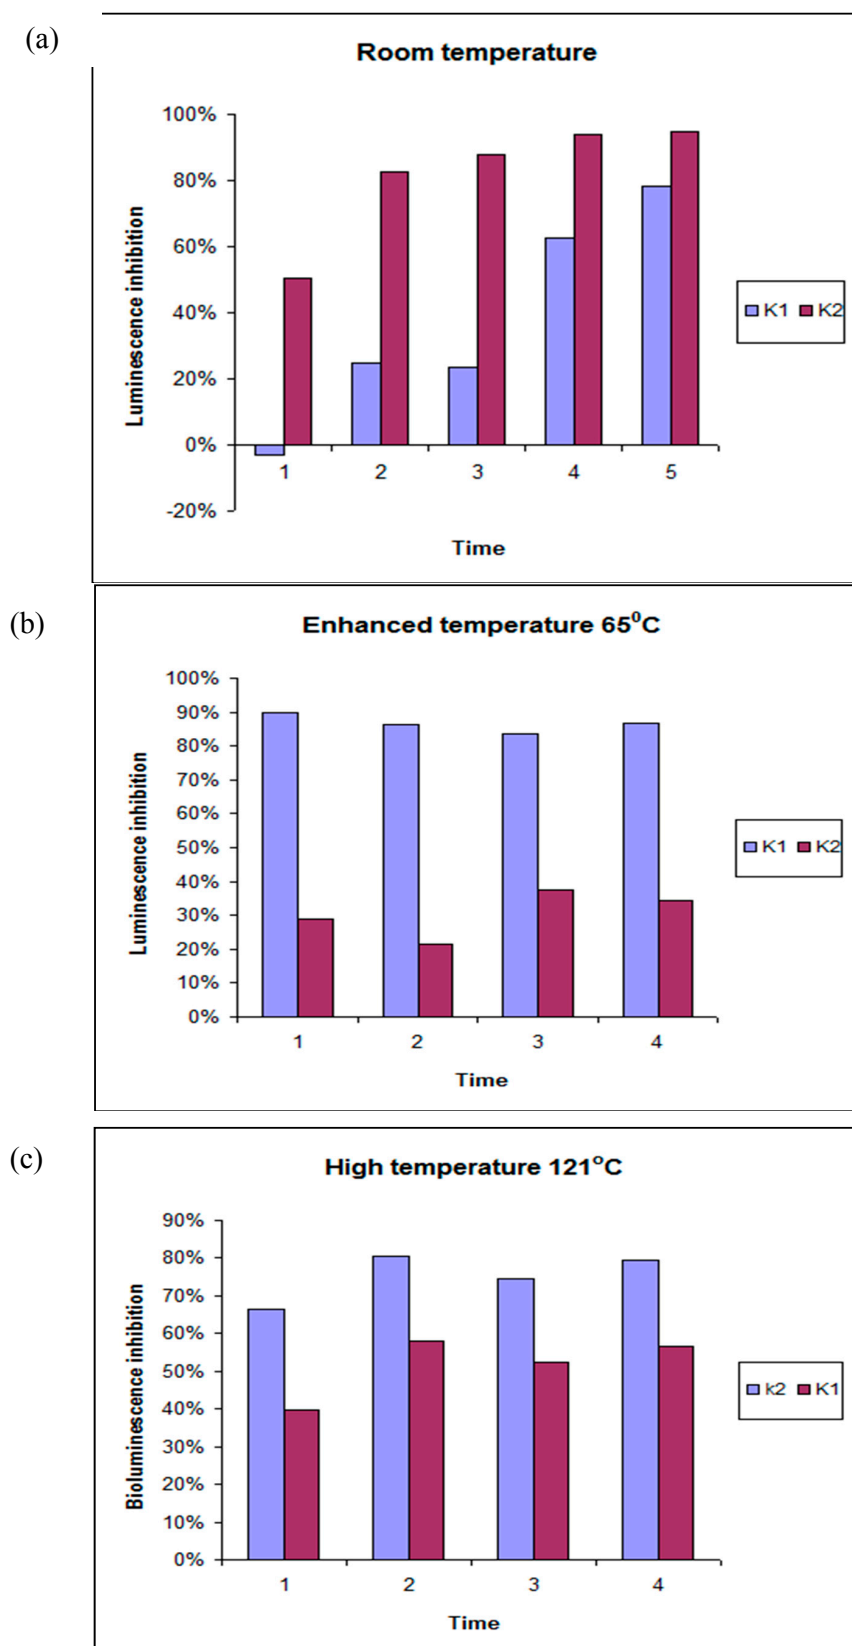 (a)
Room temperature
100%
80%
60%
40%
20%
0%
-20%
Luminescence inhibition
1 2 3 4 5
Time
K1 K2
(b)
Enhanced temperature 65⁰C
100%
90%
80%
70%
60%
50%
40%
30%
20%
10%
0%
Luminescence inhibition
1 2 3 4
Time
K1 K2
(c)
High temperature 121°C
90%
80%
70%
60%
50%
40%
30%
20%
10%
0%
Bioluminescence inhibition
1 2 3 4
Time
k2 K1